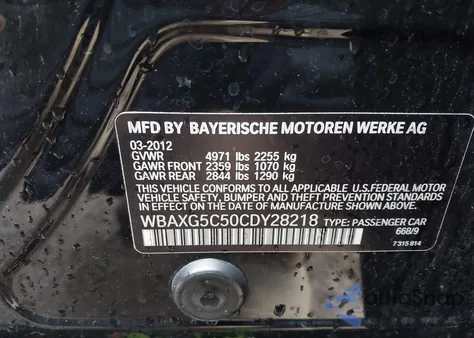 MFD BY BAYERISCHE MOTOREN WERKE AG
03-2012
GVWR 4971 lbs 2255 kg
GAWR FRONT 2359 lbs 1070 kg
GAWR REAR 2844 lbs 1290 kg
THIS VEHICLE CONFORMS TO ALL APPLICABLE U.S.FEDERAL MOTOR
VEHICLE SAFETY, BUMPER AND THEFT PREVENTION STANDARDS
IN EFFECT ON THE DATE OF MANUFACTURE SHOWN ABOVE.
WBAXG5C50CDY28218 TYPE: PASSENGER CAR
668/9
7315814
AutoSnap